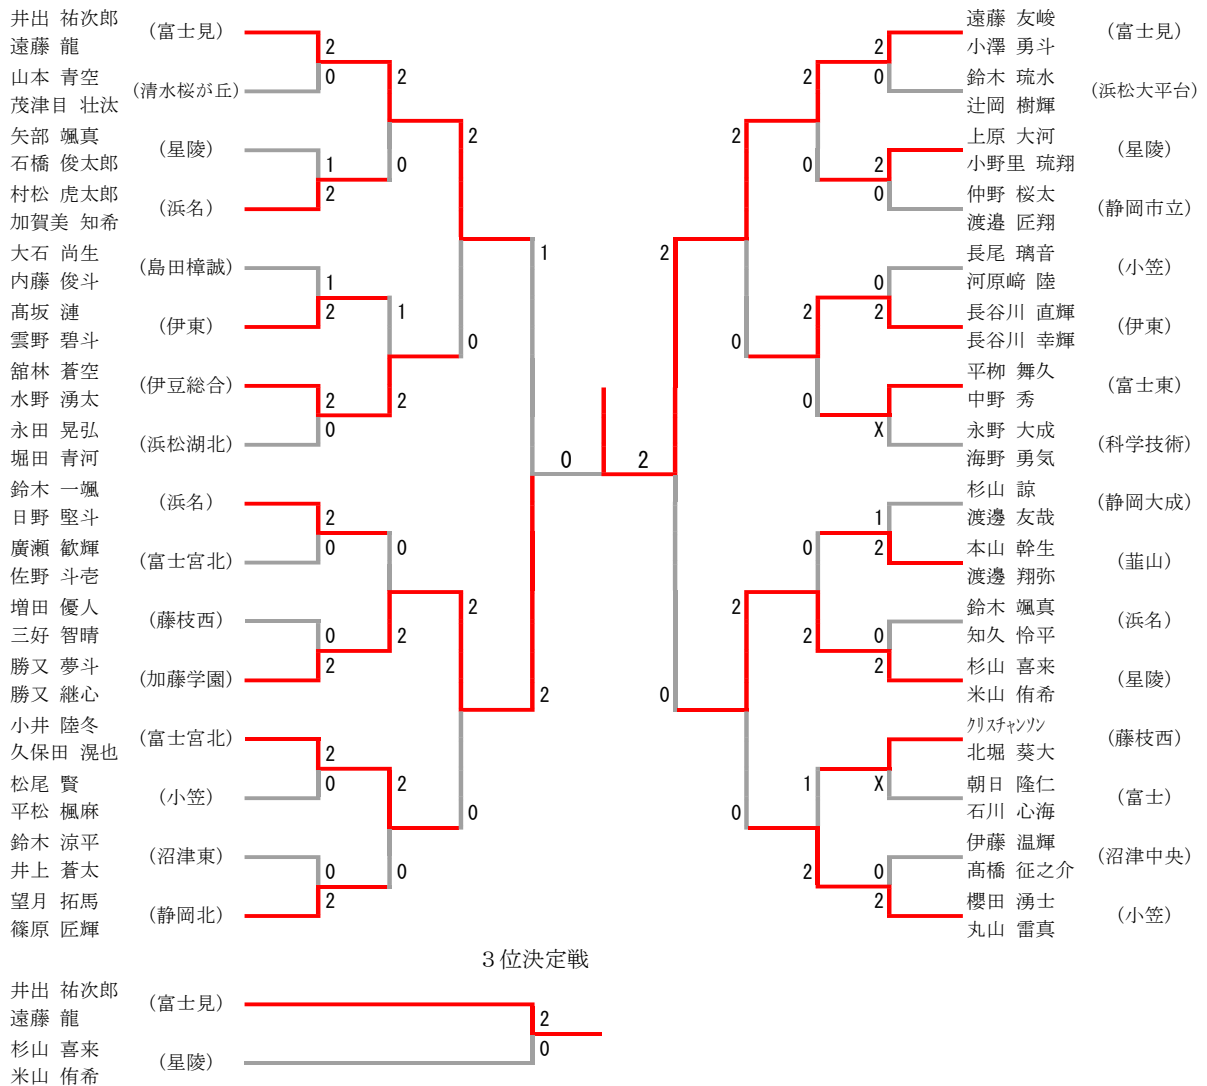 井出 祐次郎
遠藤 龍
(富士見)
2
山本 青空
茂津目 壮汰
(清水桜が丘)
0
2
矢部 颯真
石橋 俊太郎
(星陵)
1
村松 虎太郎
加賀美 知希
(浜名)
2
0
2
大石 尚生
内藤 俊斗
(島田樟誠)
1
髙坂 漣
雲野 碧斗
(伊東)
2
1
舘林 蒼空
水野 湧太
(伊豆総合)
2
永田 晃弘
堀田 青河
(浜松湖北)
0
2
0
1
鈴木 一颯
日野 堅斗
(浜名)
2
廣瀬 歓輝
佐野 斗壱
(富士宮北)
0
0
増田 優人
三好 智晴
(藤枝西)
0
勝又 夢斗
勝又 継心
(加藤学園)
2
2
2
小井 陸冬
久保田 滉也
(富士宮北)
2
松尾 賢
平松 楓麻
(小笠)
0
2
鈴木 涼平
井上 蒼太
(沼津東)
0
望月 拓馬
篠原 匠輝
(静岡北)
2
0
0
2
0
2
遠藤 友峻
小澤 勇斗
(富士見)
2
鈴木 琉水
辻岡 樹輝
(浜松大平台)
0
2
上原 大河
小野里 琉翔
(星陵)
2
仲野 桜太
渡邉 匠翔
(静岡市立)
0
0
2
長尾 璃音
河原﨑 陸
(小笠)
0
長谷川 直輝
長谷川 幸輝
(伊東)
2
2
平栁 舞久
中野 秀
(富士東)
永野 大成
海野 勇気
(科学技術)
X
0
0
2
杉山 諒
渡邊 友哉
(静岡大成)
1
本山 幹生
渡邊 翔弥
(韮山)
2
0
鈴木 颯真
知久 怜平
(浜名)
0
杉山 喜来
米山 侑希
(星陵)
2
2
2
クリスチャンソン
北堀 葵大
(藤枝西)
朝日 隆仁
石川 心海
(富士)
X
1
伊藤 温輝
髙橋 征之介
(沼津中央)
0
櫻田 湧士
丸山 雷真
(小笠)
2
2
0
0
3位決定戦
井出 祐次郎
遠藤 龍
(富士見)
2
杉山 喜来
米山 侑希
(星陵)
0